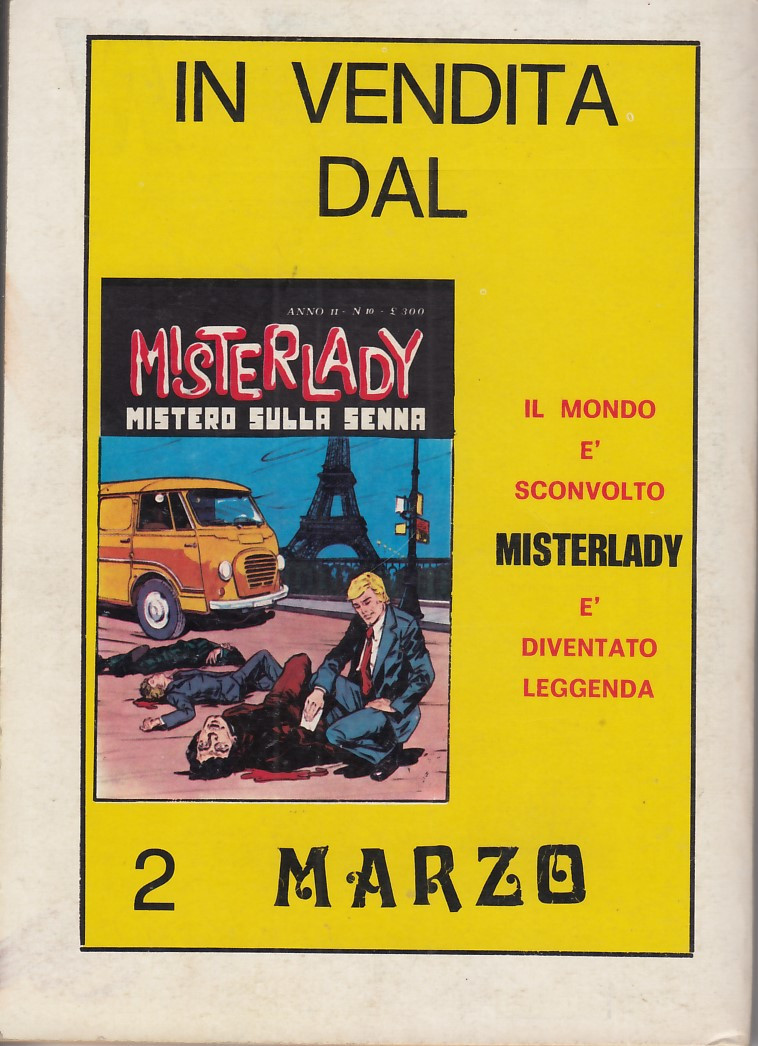 IN VENDITA
DAL
ANNO II - N 10 - £ 300
MISTERLADY
MISTERO SULLA SENNA
IL MONDO
E'
SCONVOLTO
MISTERLADY
E'
DIVENTATO
LEGGENDA
2 MARZO